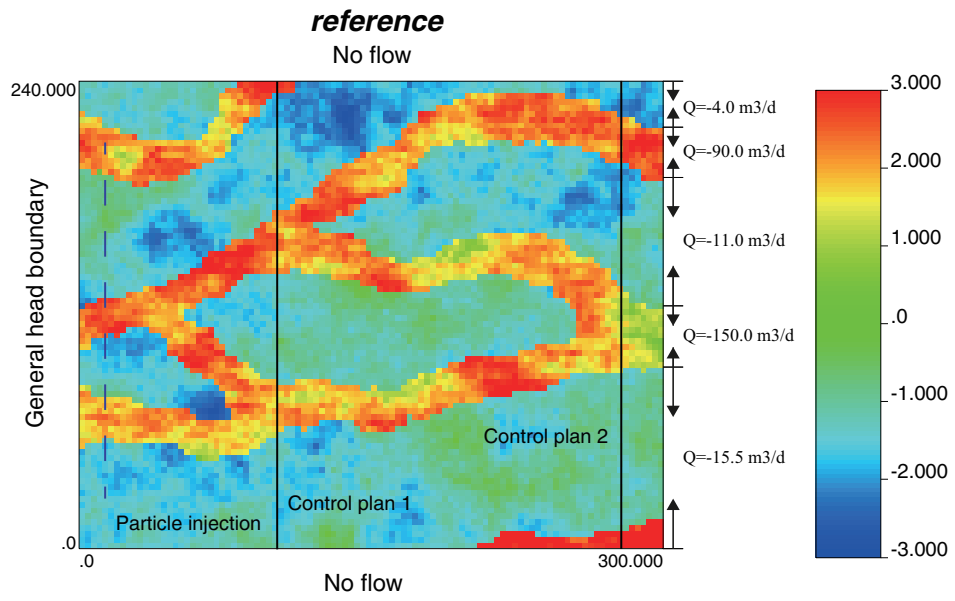 reference
No flow
240.000
General head boundary
.0
.0
300.000
No flow
Particle injection
Control plan 1
Control plan 2
Q=-4.0 m3/d
Q=-90.0 m3/d
Q=-11.0 m3/d
Q=-150.0 m3/d
Q=-15.5 m3/d
3.000
2.000
1.000
.0
-1.000
-2.000
-3.000